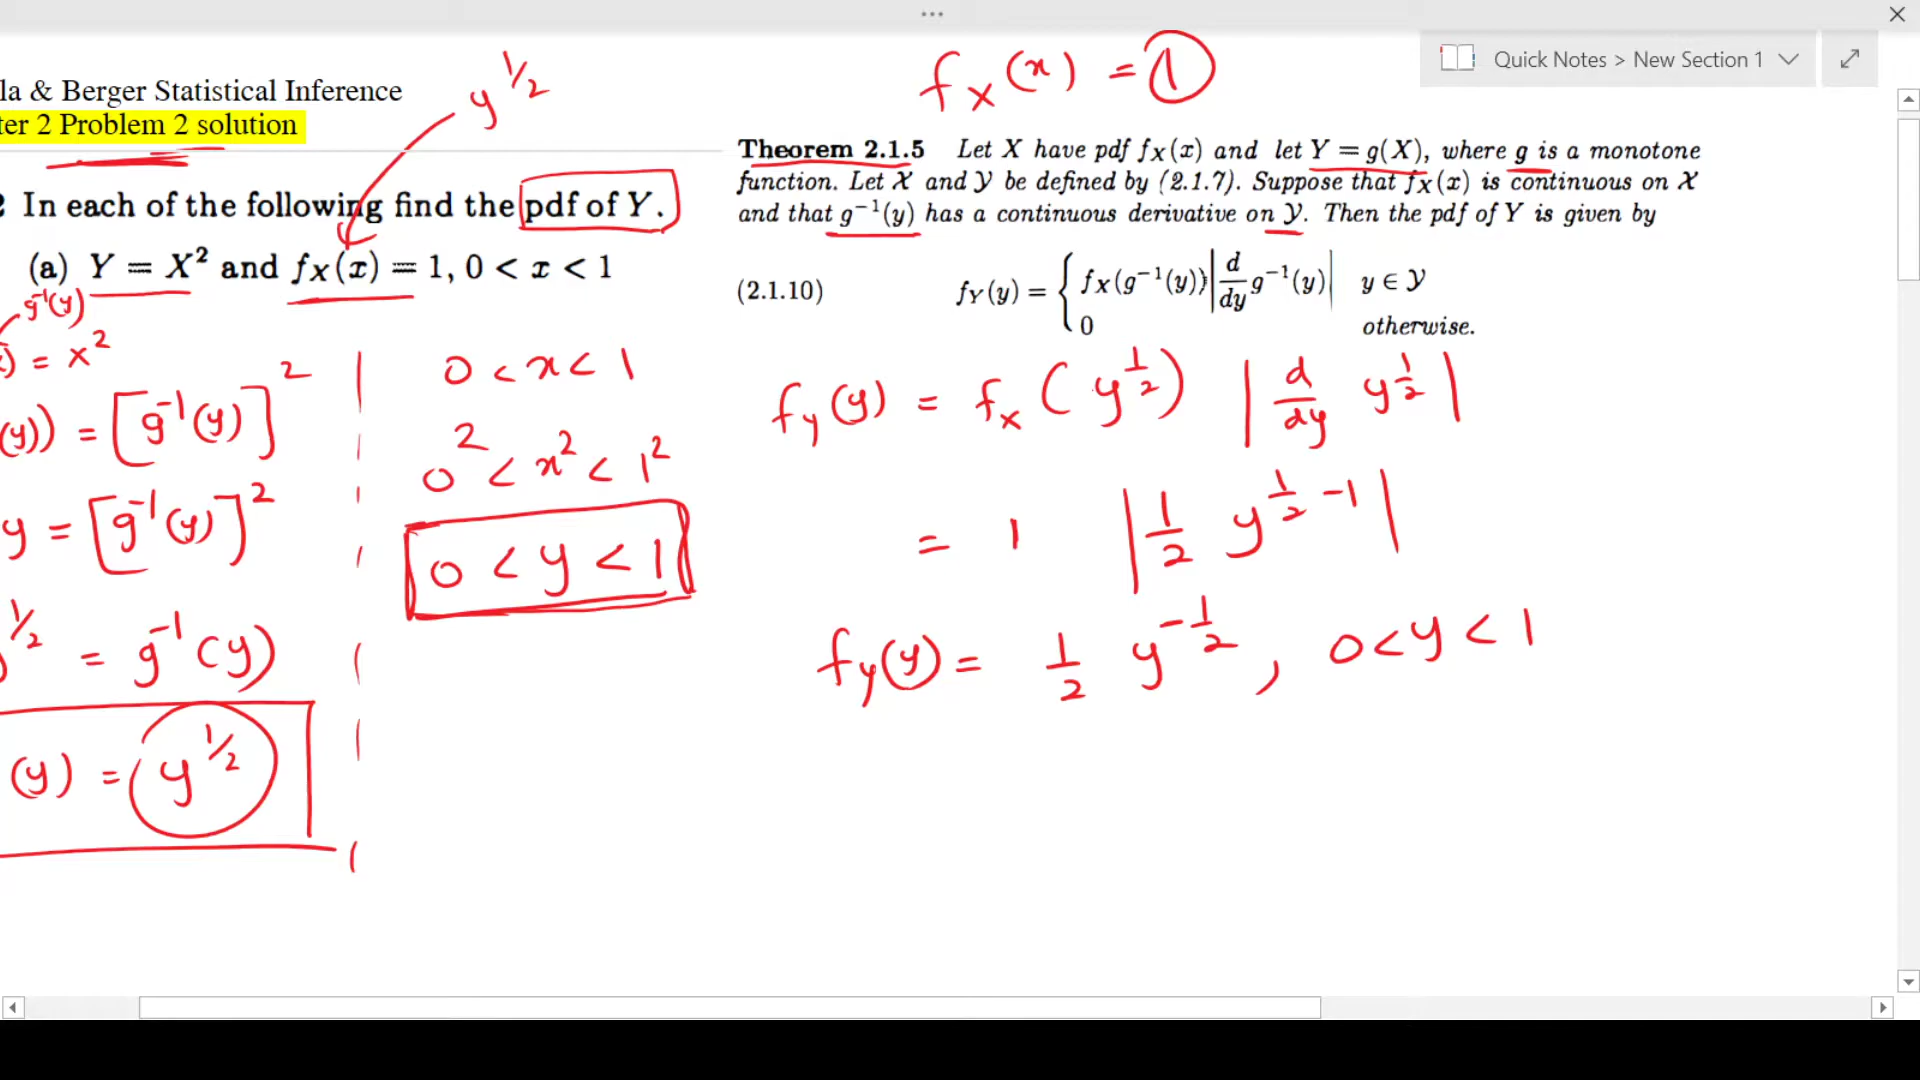 ...
Quick Notes > New Section 1
la & Berger Statistical Inference
ter 2 Problem 2 solution
In each of the following find the pdf of Y.
(a) Y = X² and fX(x) = 1, 0 < x < 1
y^1/2
g⁻¹(y)
) = x²
(y)) = [g⁻¹(y)]²
y = [g⁻¹(y)]²
1/2 = g⁻¹(y)
(y) = y^1/2
0 < x < 1
0² < x² < 1²
0 < y < 1
fX(x) = 1
Theorem 2.1.5 Let X have pdf fX(x) and let Y = g(X), where g is a monotone
function. Let 𝒳 and 𝒴 be defined by (2.1.7). Suppose that fX(x) is continuous on 𝒳
and that g⁻¹(y) has a continuous derivative on 𝒴. Then the pdf of Y is given by
(2.1.10) fY(y) = { fX(g⁻¹(y)) |d/dy g⁻¹(y)| y ∈ 𝒴
0 otherwise.
fy(y) = fx(y^1/2) |d/dy y^1/2|
= 1 |1/2 y^(1/2 - 1)|
fy(y) = 1/2 y^-1/2, 0 < y < 1